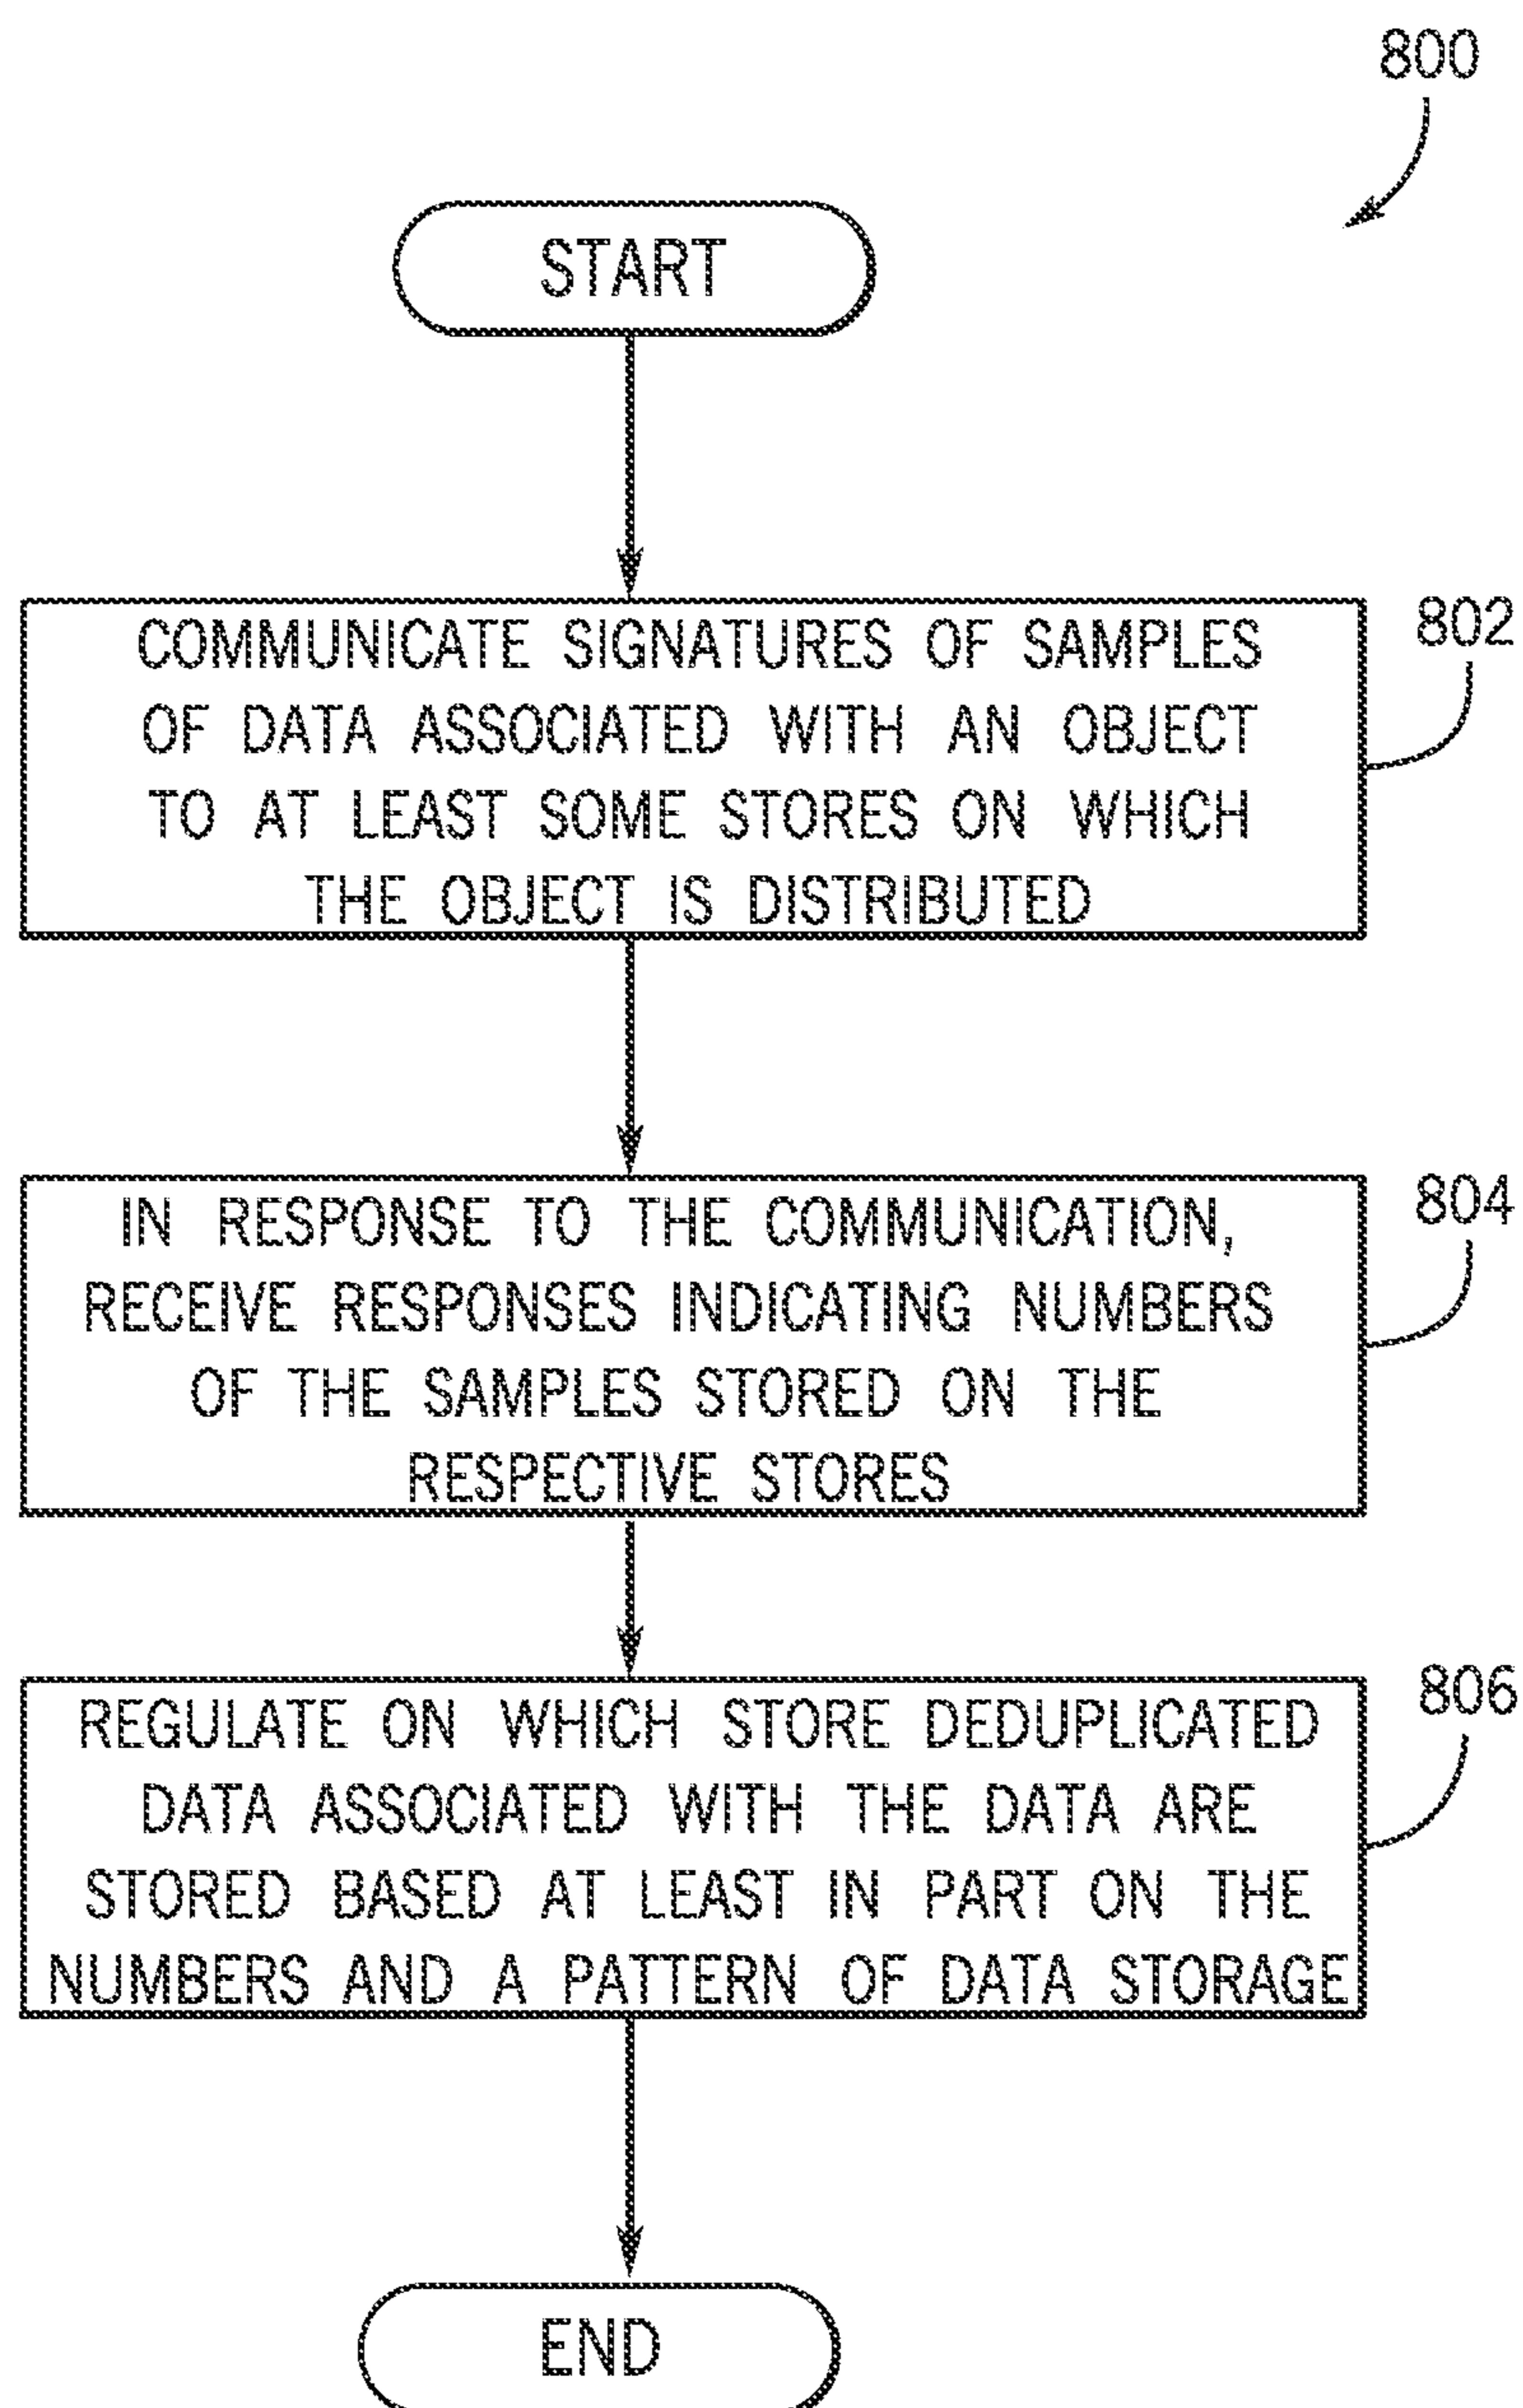 800
START
COMMUNICATE SIGNATURES OF SAMPLES
OF DATA ASSOCIATED WITH AN OBJECT
TO AT LEAST SOME STORES ON WHICH
THE OBJECT IS DISTRIBUTED
802
IN RESPONSE TO THE COMMUNICATION,
RECEIVE RESPONSES INDICATING NUMBERS
OF THE SAMPLES STORED ON THE
RESPECTIVE STORES
804
REGULATE ON WHICH STORE DEDUPLICATED
DATA ASSOCIATED WITH THE DATA ARE
STORED BASED AT LEAST IN PART ON THE
NUMBERS AND A PATTERN OF DATA STORAGE
806
END